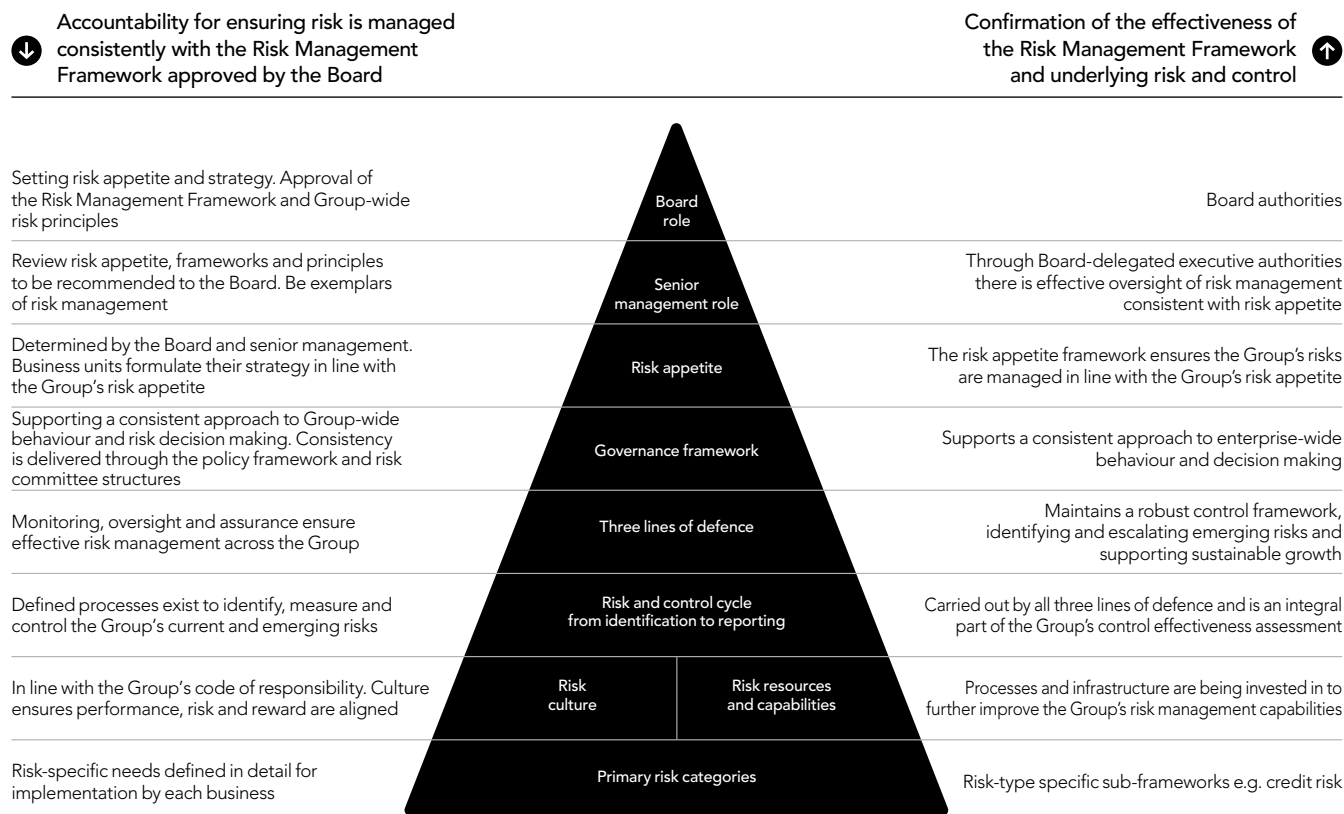 Accountability for ensuring risk is managed
consistently with the Risk Management
Framework approved by the Board
Confirmation of the effectiveness of
the Risk Management Framework
and underlying risk and control
Setting risk appetite and strategy. Approval of
the Risk Management Framework and Group-wide
risk principles
Board
role
Board authorities
Review risk appetite, frameworks and principles
to be recommended to the Board. Be exemplars
of risk management
Senior
management role
Through Board-delegated executive authorities
there is effective oversight of risk management
consistent with risk appetite
Determined by the Board and senior management.
Business units formulate their strategy in line with
the Group's risk appetite
Risk appetite
The risk appetite framework ensures the Group's risks
are managed in line with the Group's risk appetite
Supporting a consistent approach to Group-wide
behaviour and risk decision making. Consistency
is delivered through the policy framework and risk
committee structures
Governance framework
Supports a consistent approach to enterprise-wide
behaviour and decision making
Monitoring, oversight and assurance ensure
effective risk management across the Group
Three lines of defence
Maintains a robust control framework,
identifying and escalating emerging risks and
supporting sustainable growth
Defined processes exist to identify, measure and
control the Group's current and emerging risks
Risk and control cycle
from identification to reporting
Carried out by all three lines of defence and is an integral
part of the Group's control effectiveness assessment
In line with the Group's code of responsibility. Culture
ensures performance, risk and reward are aligned
Risk
culture
Risk resources
and capabilities
Processes and infrastructure are being invested in to
further improve the Group's risk management capabilities
Risk-specific needs defined in detail for
implementation by each business
Primary risk categories
Risk-type specific sub-frameworks e.g. credit risk